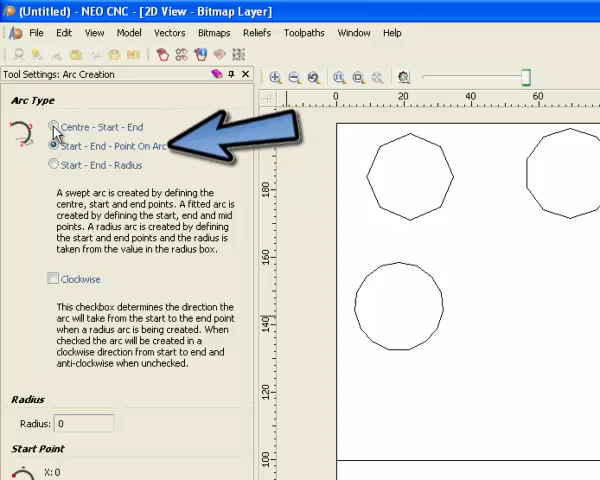 (Untitled) - NEO CNC - [2D View - Bitmap Layer]
File Edit View Model Vectors Bitmaps Reliefs Toolpaths Window Help
Tool Settings: Arc Creation
Arc Type
Centre - Start - End
Start - End - Point On Arc
Start - End - Radius
A swept arc is created by defining the
centre, start and end points. A fitted arc is
created by defining the start, end and mid
points. A radius arc is created by defining
the start and end points and the radius is
taken from the value in the radius box.
Clockwise
This checkbox determines the direction the
arc will take from the start to the end point
when a radius arc is being created. When
checked the arc will be created in a
clockwise direction from start to end and
anti-clockwise when unchecked.
Radius
Radius: 0
Start Point
X: 0
0 20 40 60
180
160
140
120
100